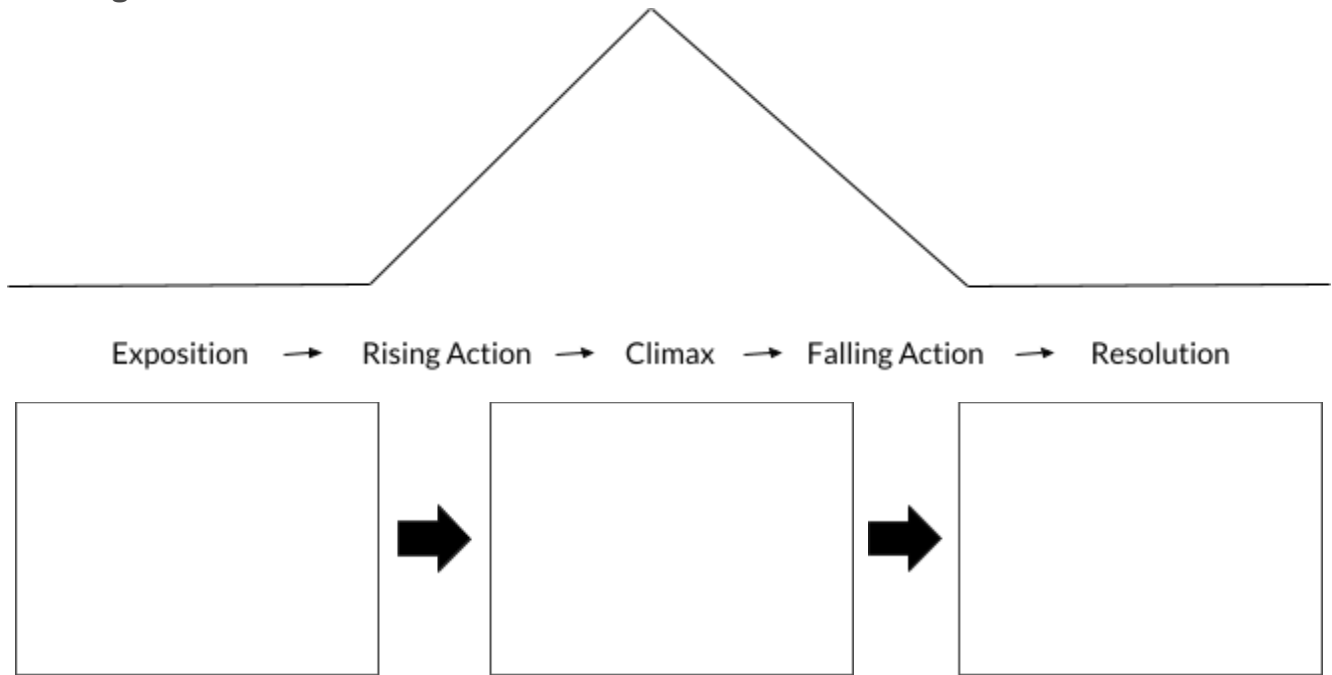 Exposition → Rising Action → Climax → Falling Action → Resolution